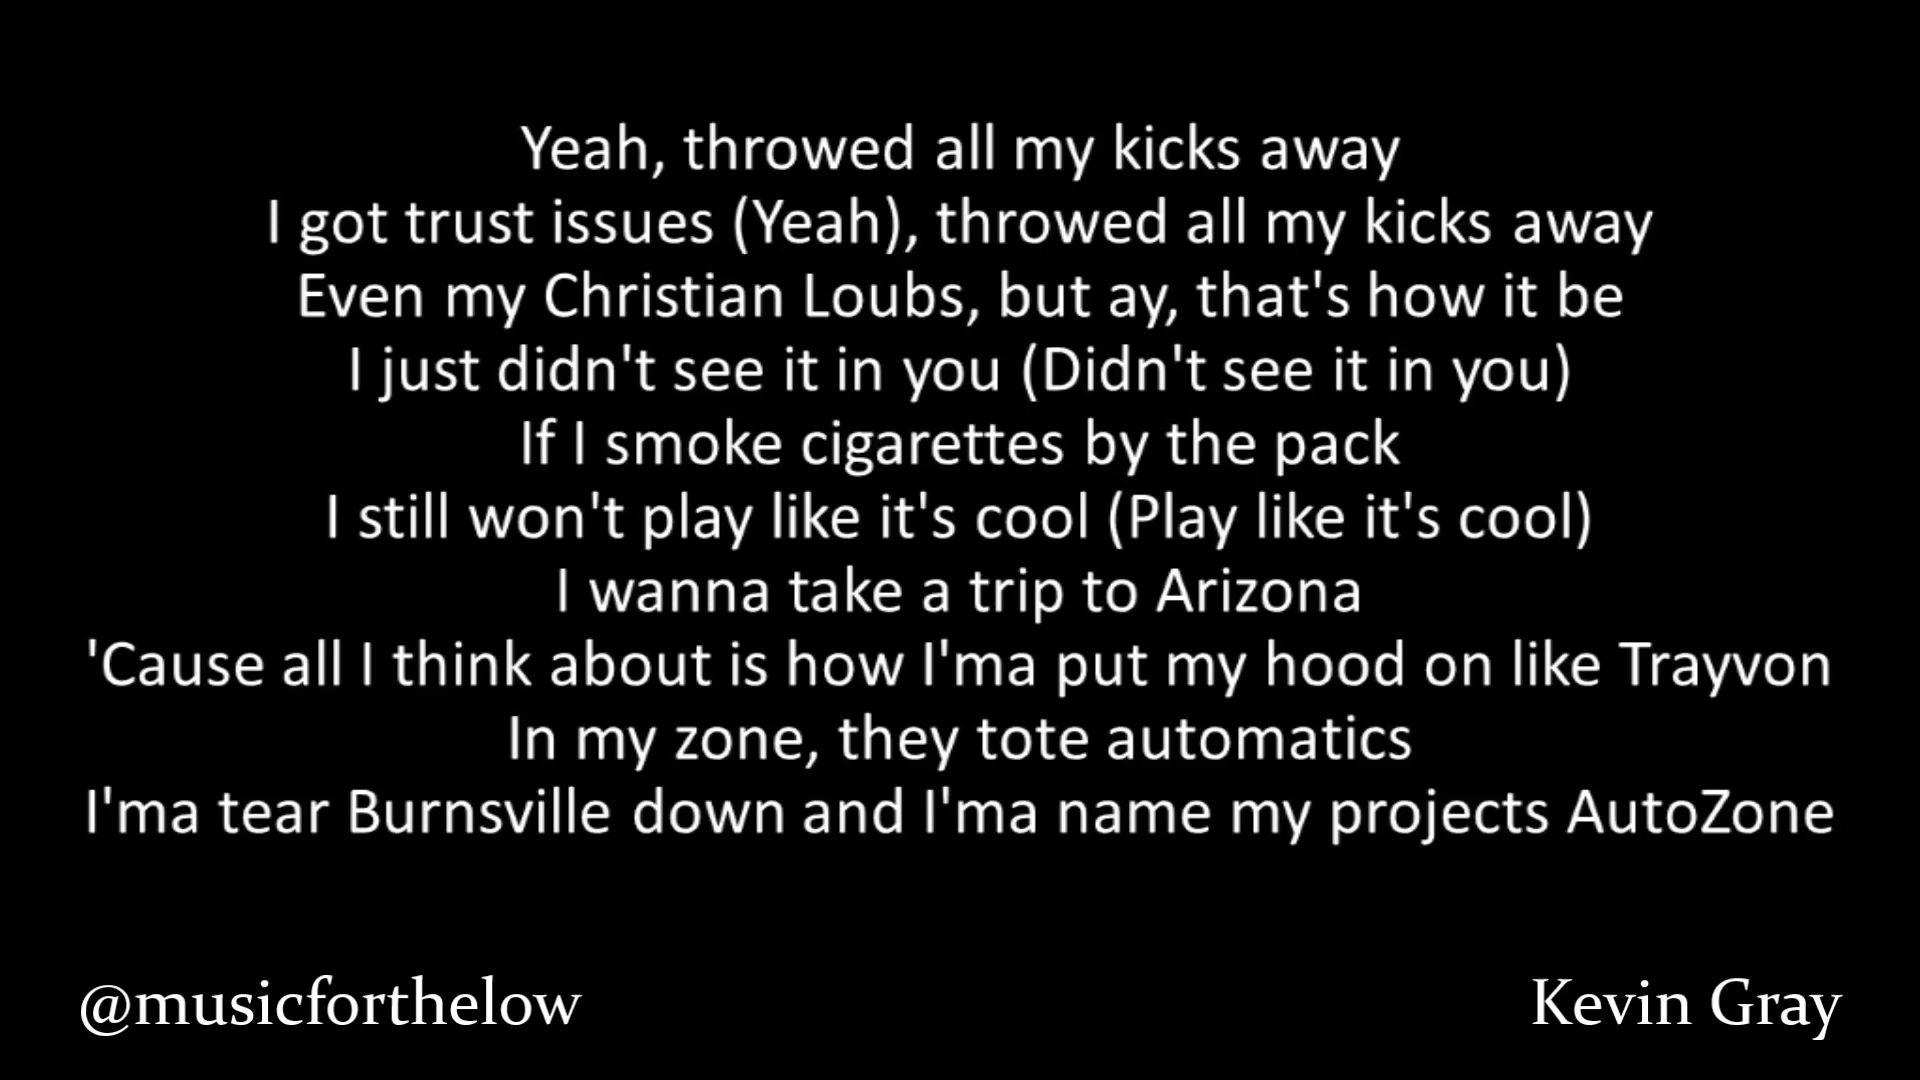 Yeah, throwed all my kicks away
I got trust issues (Yeah), throwed all my kicks away
Even my Christian Loubs, but ay, that's how it be
I just didn't see it in you (Didn't see it in you)
If I smoke cigarettes by the pack
I still won't play like it's cool (Play like it's cool)
I wanna take a trip to Arizona
'Cause all I think about is how I'ma put my hood on like Trayvon
In my zone, they tote automatics
I'ma tear Burnsville down and I'ma name my projects AutoZone
@musicforthelow
Kevin Gray